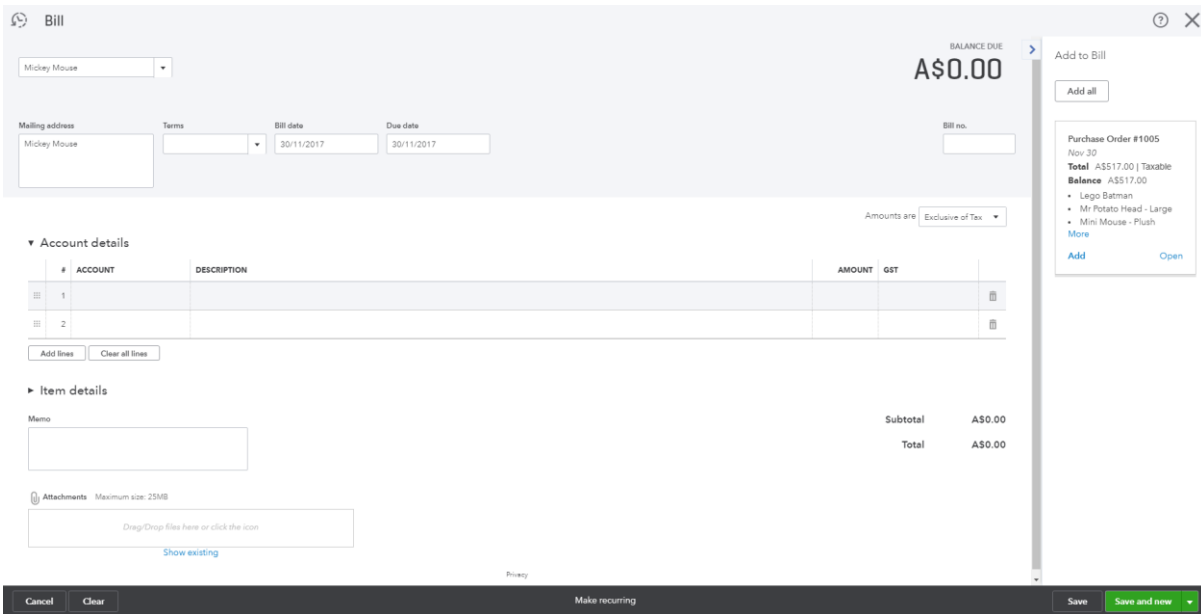 Bill
Mickey Mouse
BALANCE DUE
A$0.00
Mailing address Terms Bill date Due date Bill no.
Mickey Mouse 30/11/2017 30/11/2017
Amounts are Exclusive of Tax
Account details
# ACCOUNT DESCRIPTION AMOUNT GST
1
2
Add lines Clear all lines
Item details
Memo
Subtotal A$0.00
Total A$0.00
Attachments Maximum size: 25MB
Drag/Drop files here or click the icon
Show existing
Privacy
Cancel Clear Make recurring Save Save and new
Add to Bill
Add all
Purchase Order #1005
Nov 30
Total A$517.00 | Taxable
Balance A$517.00
• Lego Batman
• Mr Potato Head - Large
• Mini Mouse - Plush
More
Add Open